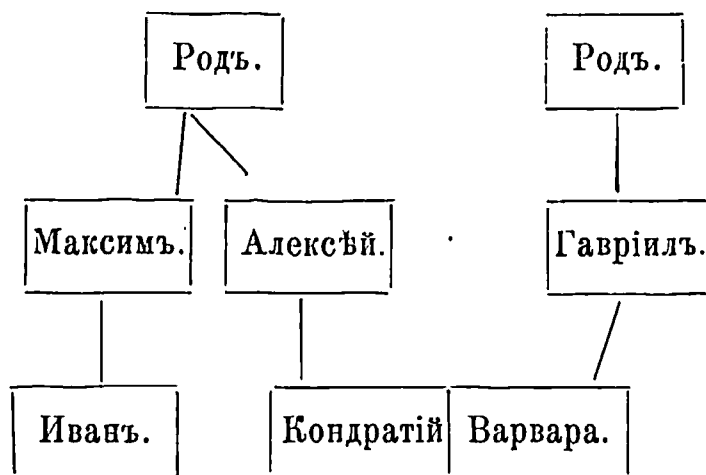 Родъ. Родъ.
Максимъ. Алексѣй. Гавріилъ.
Иванъ. Кондратій Варвара.